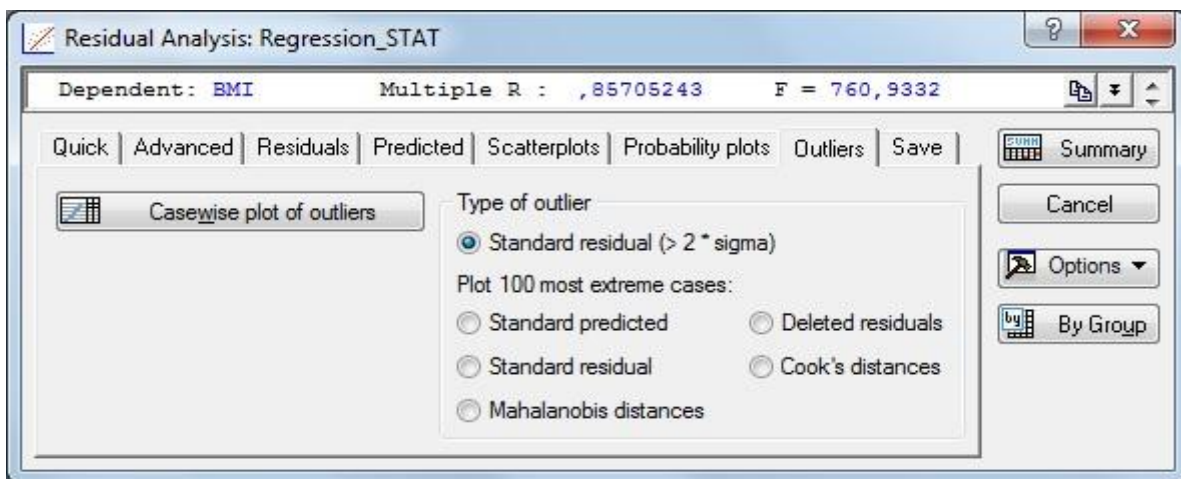 Residual Analysis: Regression_STAT
?
Dependent: BMI Multiple R : ,85705243 F = 760,9332
Quick Advanced Residuals Predicted Scatterplots Probability plots Outliers Save
Casewise plot of outliers
Type of outlier
Standard residual (> 2 * sigma)
Plot 100 most extreme cases:
Standard predicted
Deleted residuals
Standard residual
Cook's distances
Mahalanobis distances
SUMM Summary
Cancel
Options
by Group